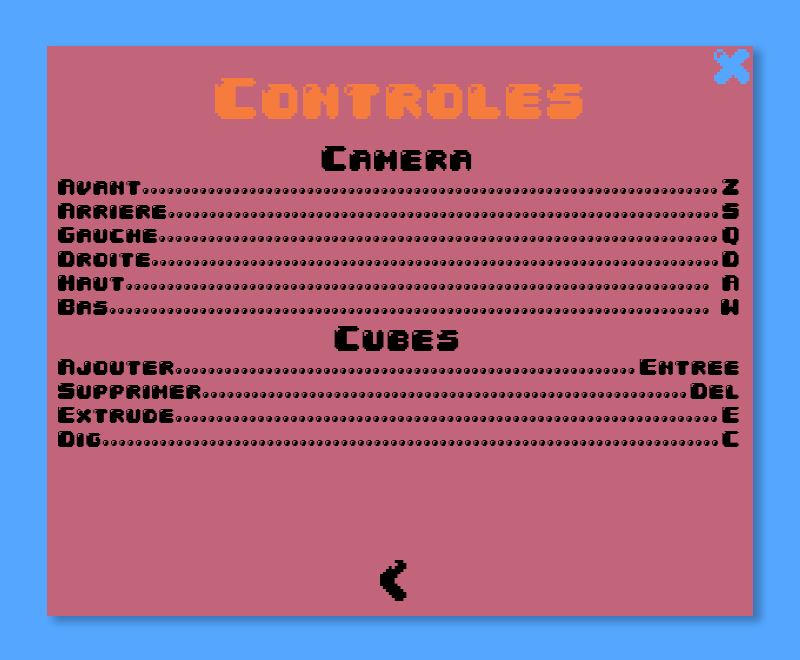 CONTROLES
CAMERA
AVANT........................................Z
ARRIERE........................................S
GAUCHE........................................Q
DROITE........................................D
HAUT........................................ A
BAS........................................ W
CUBES
AJOUTER........................................ENTREE
SUPPRIMER........................................DEL
EXTRUDE........................................E
DIG........................................C